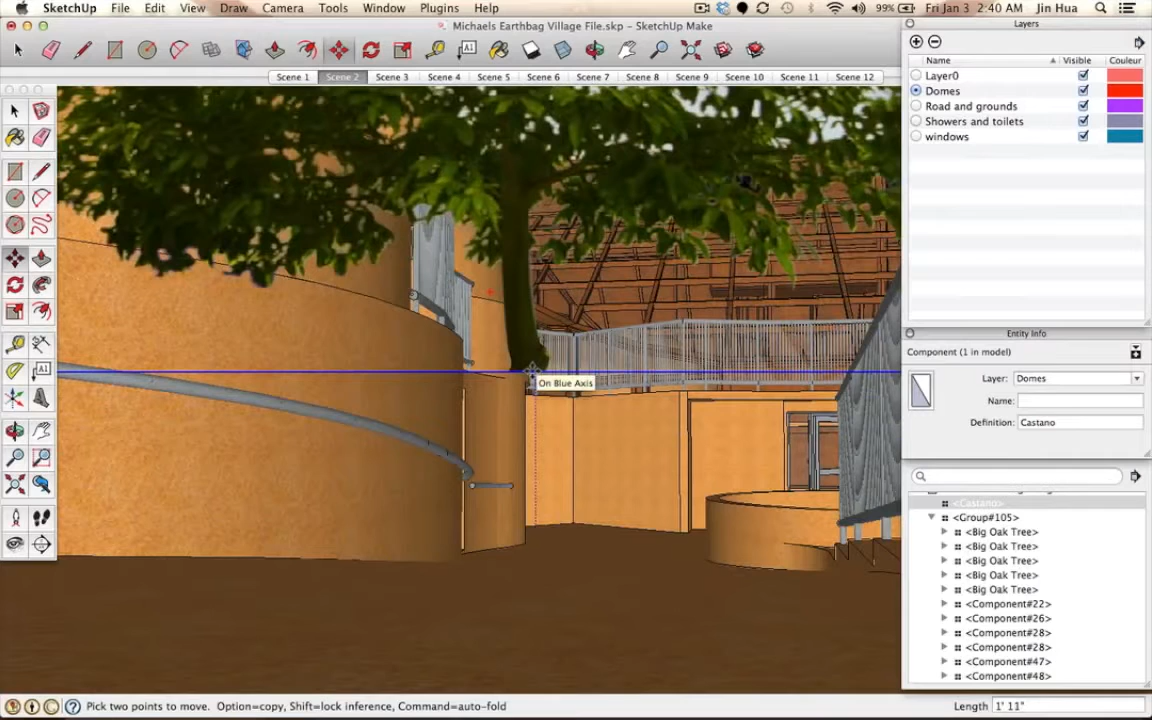 SketchUp File Edit View Draw Camera Tools Window Plugins Help 99% Fri Jan 3 2:40 AM Jin Hua
Michaels Earthbag Village File.skp - SketchUp Make
Layers
Scene 1 Scene 2 Scene 3 Scene 4 Scene 5 Scene 6 Scene 7 Scene 8 Scene 9 Scene 10 Scene 11 Scene 12
Name Visible Couleur
Layer0
Domes
Road and grounds
Showers and toilets
windows
Entity Info
Component (1 in model)
Layer: Domes
Name:
Definition: Castano
On Blue Axis
<Castano>
<Group#105>
<Big Oak Tree>
<Big Oak Tree>
<Big Oak Tree>
<Big Oak Tree>
<Big Oak Tree>
<Component#22>
<Component#26>
<Component#28>
<Component#28>
<Component#47>
<Component#48>
Pick two points to move. Option=copy, Shift=lock inference, Command=auto-fold
Length 1' 11"